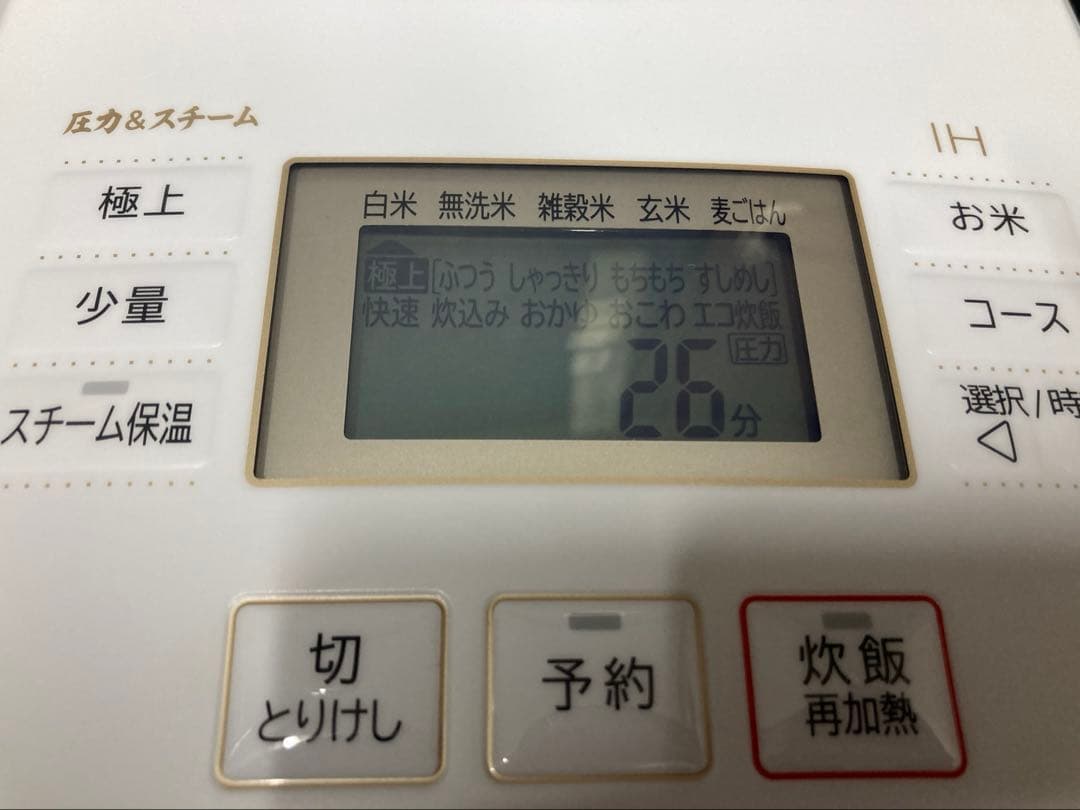 圧力&スチーム
IH
極上
少量
スチーム保温
白米 無洗米 雑穀米 玄米 麦ごはん
極上 [ふつう しゃっきり もちもち すしめし]
快速 炊込み おかゆ おこわ エコ炊飯
圧力
26分
お米
コース
選択/時
切
とりけし
予約
炊飯
再加熱